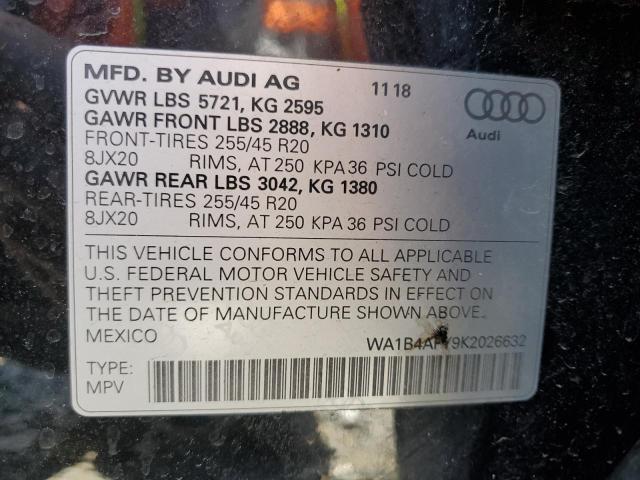 MFD. BY AUDI AG 11 18
GVWR LBS 5721, KG 2595
GAWR FRONT LBS 2888, KG 1310
FRONT-TIRES 255/45 R20
8JX20 RIMS, AT 250 KPA 36 PSI COLD
GAWR REAR LBS 3042, KG 1380
REAR-TIRES 255/45 R20
8JX20 RIMS, AT 250 KPA 36 PSI COLD
Audi
THIS VEHICLE CONFORMS TO ALL APPLICABLE
U.S. FEDERAL MOTOR VEHICLE SAFETY AND
THEFT PREVENTION STANDARDS IN EFFECT ON
THE DATE OF MANUFACTURE SHOWN ABOVE.
MEXICO WA1B4AFY9K2026632
TYPE:
MPV